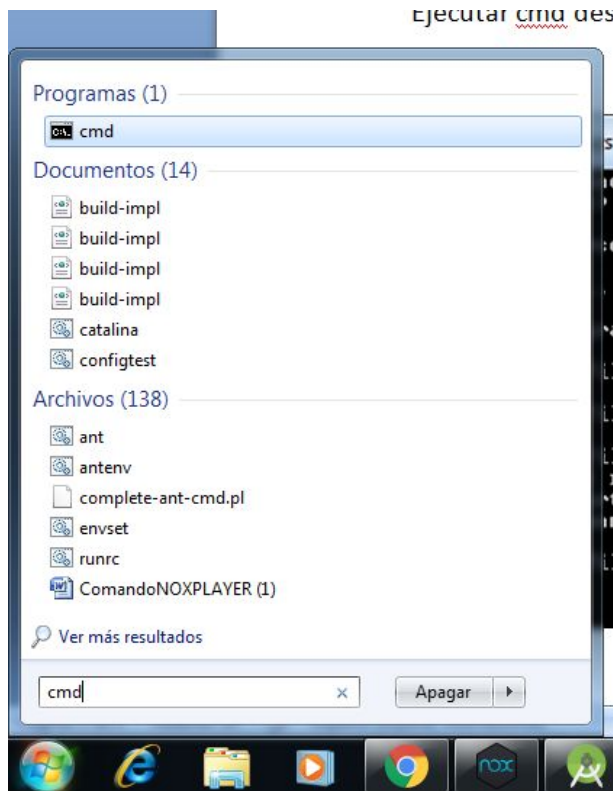 Ejecutar cmd des
Programas (1)
cmd
Documentos (14)
build-impl
build-impl
build-impl
build-impl
catalina
configtest
Archivos (138)
ant
antenv
complete-ant-cmd.pl
envset
runrc
ComandoNOXPLAYER (1)
Ver más resultados
cmd
Apagar
nox